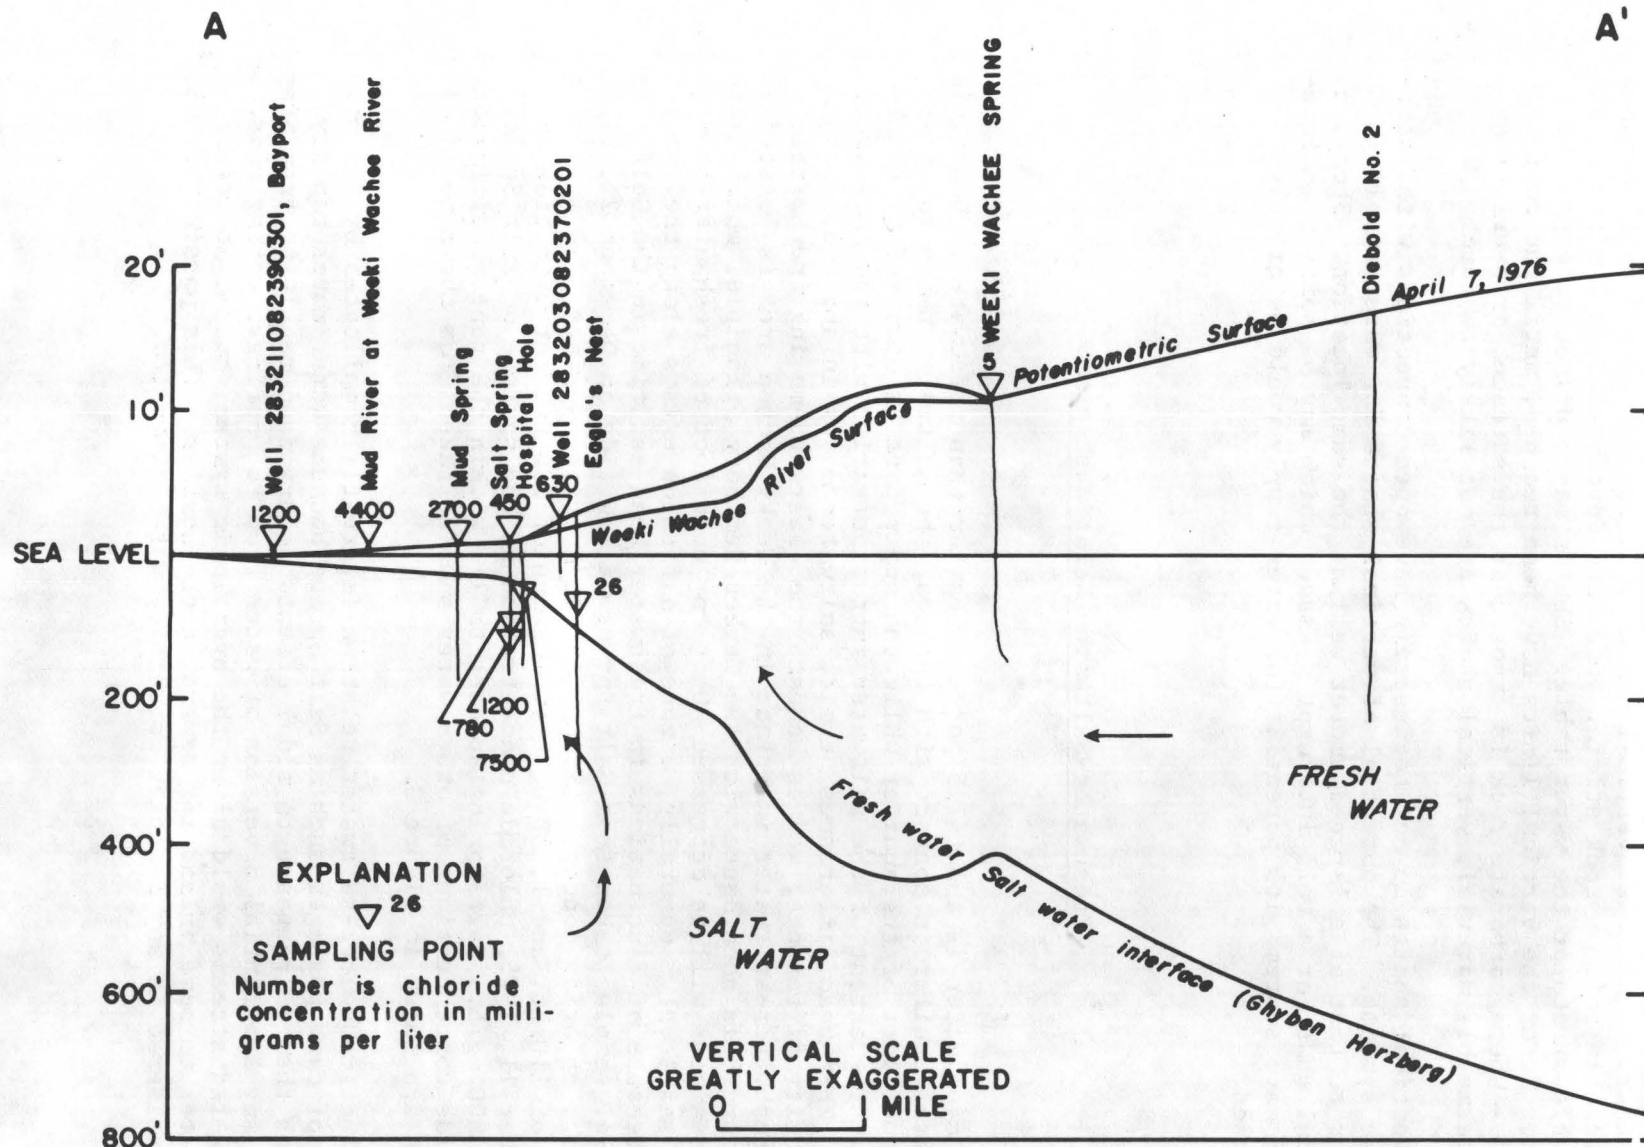 A
A'
Well 283211082390301, Bayport
Mud River at Weeki Wachee River
Mud Spring
Salt Spring
Hospital Hole
Well 283203082370201
Eagle's Nest
WEEKI WACHEE SPRING
Diebold No. 2
20'
10'
SEA LEVEL
200'
400'
600'
800'
1200
4400
2700
450
630
5
26
780
1200
7500
Potentiometric Surface
April 7, 1976
Weeki Wachee River Surface
FRESH
WATER
Fresh water
Salt water interface (Ghyben Herzberg)
SALT
WATER
EXPLANATION
26
SAMPLING POINT
Number is chloride
concentration in milli-
grams per liter
VERTICAL SCALE
GREATLY EXAGGERATED
0 1 MILE